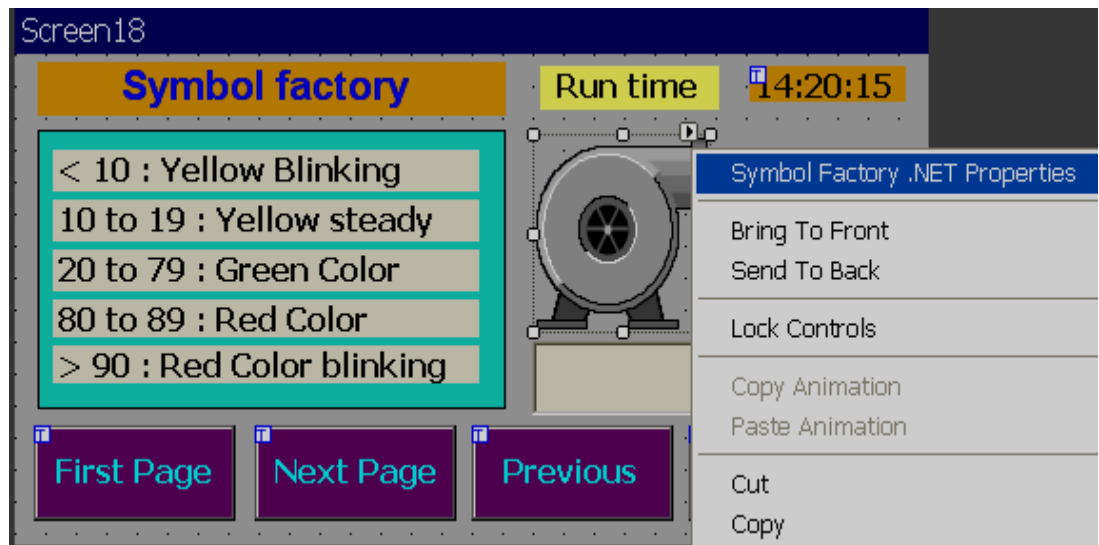 Screen18
Symbol factory
Run time
14:20:15
< 10 : Yellow Blinking
10 to 19 : Yellow steady
20 to 79 : Green Color
80 to 89 : Red Color
> 90 : Red Color blinking
Symbol Factory .NET Properties
Bring To Front
Send To Back
Lock Controls
Copy Animation
Paste Animation
Cut
Copy
T
T
T
T
First Page
Next Page
Previous